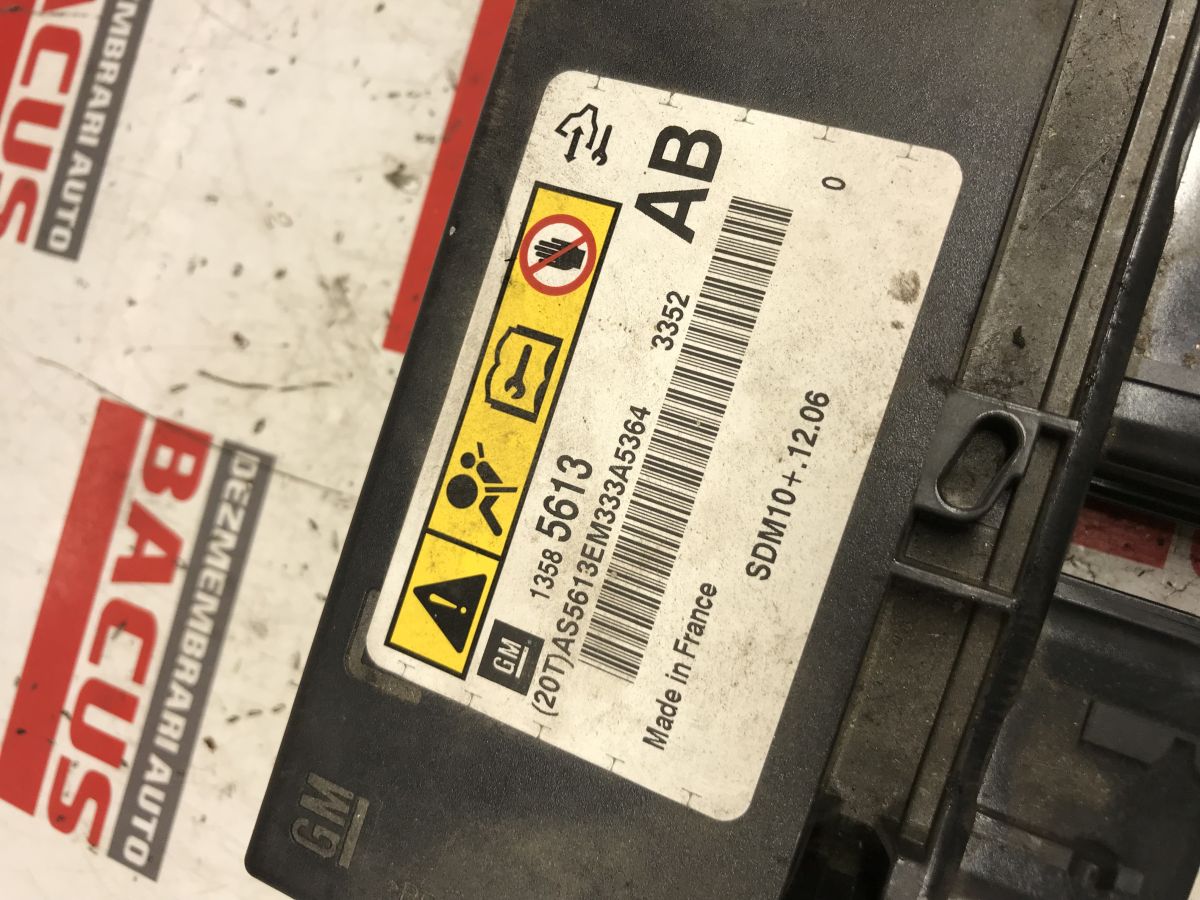 AB
0
GM
1358 5613
3352
(20T)AS5613EM333A5364
Made in France
SDM10+.12.06
GM
BACUS
DEZMEMBRARI AUTO
BACUS
DEZMEMBRARI AUTO